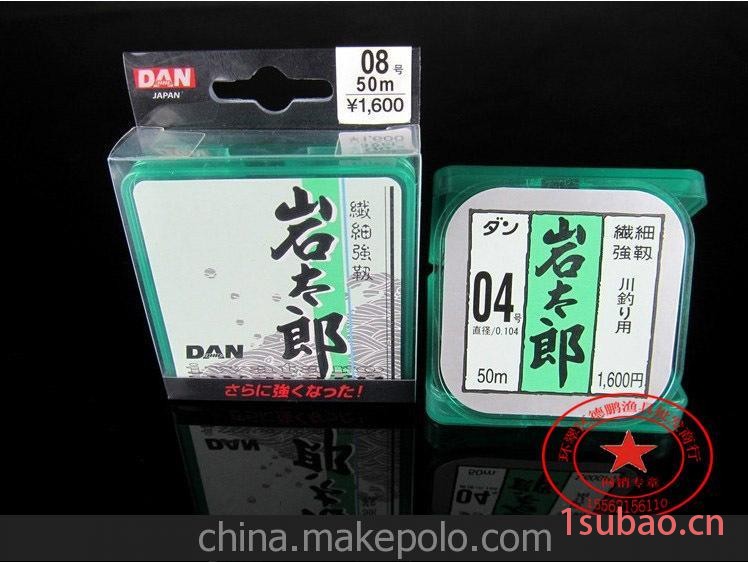 DAN
JAPAN
08号
50m
¥1,600
繊細強靱
岩太郎
DAN
さらに強くなった!
ダン
04号
直径/0.104
50m
岩太郎
繊細
強靱
川釣り用
1,600円
15562156110
1subao.cn
china.makepolo.com